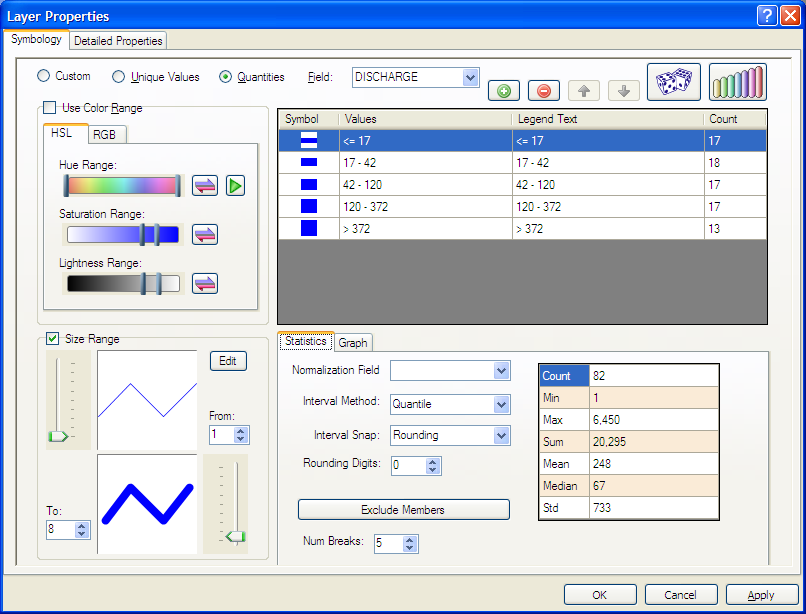 Layer Properties
Symbology Detailed Properties
Custom Unique Values Quantities Field: DISCHARGE
Use Color Range
HSL RGB
Hue Range:
Saturation Range:
Lightness Range:
Symbol Values Legend Text Count
<= 17 <= 17 17
17 - 42 17 - 42 18
42 - 120 42 - 120 17
120 - 372 120 - 372 17
> 372 > 372 13
Size Range
Edit
From:
1
To:
8
Statistics Graph
Normalization Field
Interval Method: Quantile
Interval Snap: Rounding
Rounding Digits: 0
Exclude Members
Num Breaks: 5
Count 82
Min 1
Max 6,450
Sum 20,295
Mean 248
Median 67
Std 733
OK Cancel Apply